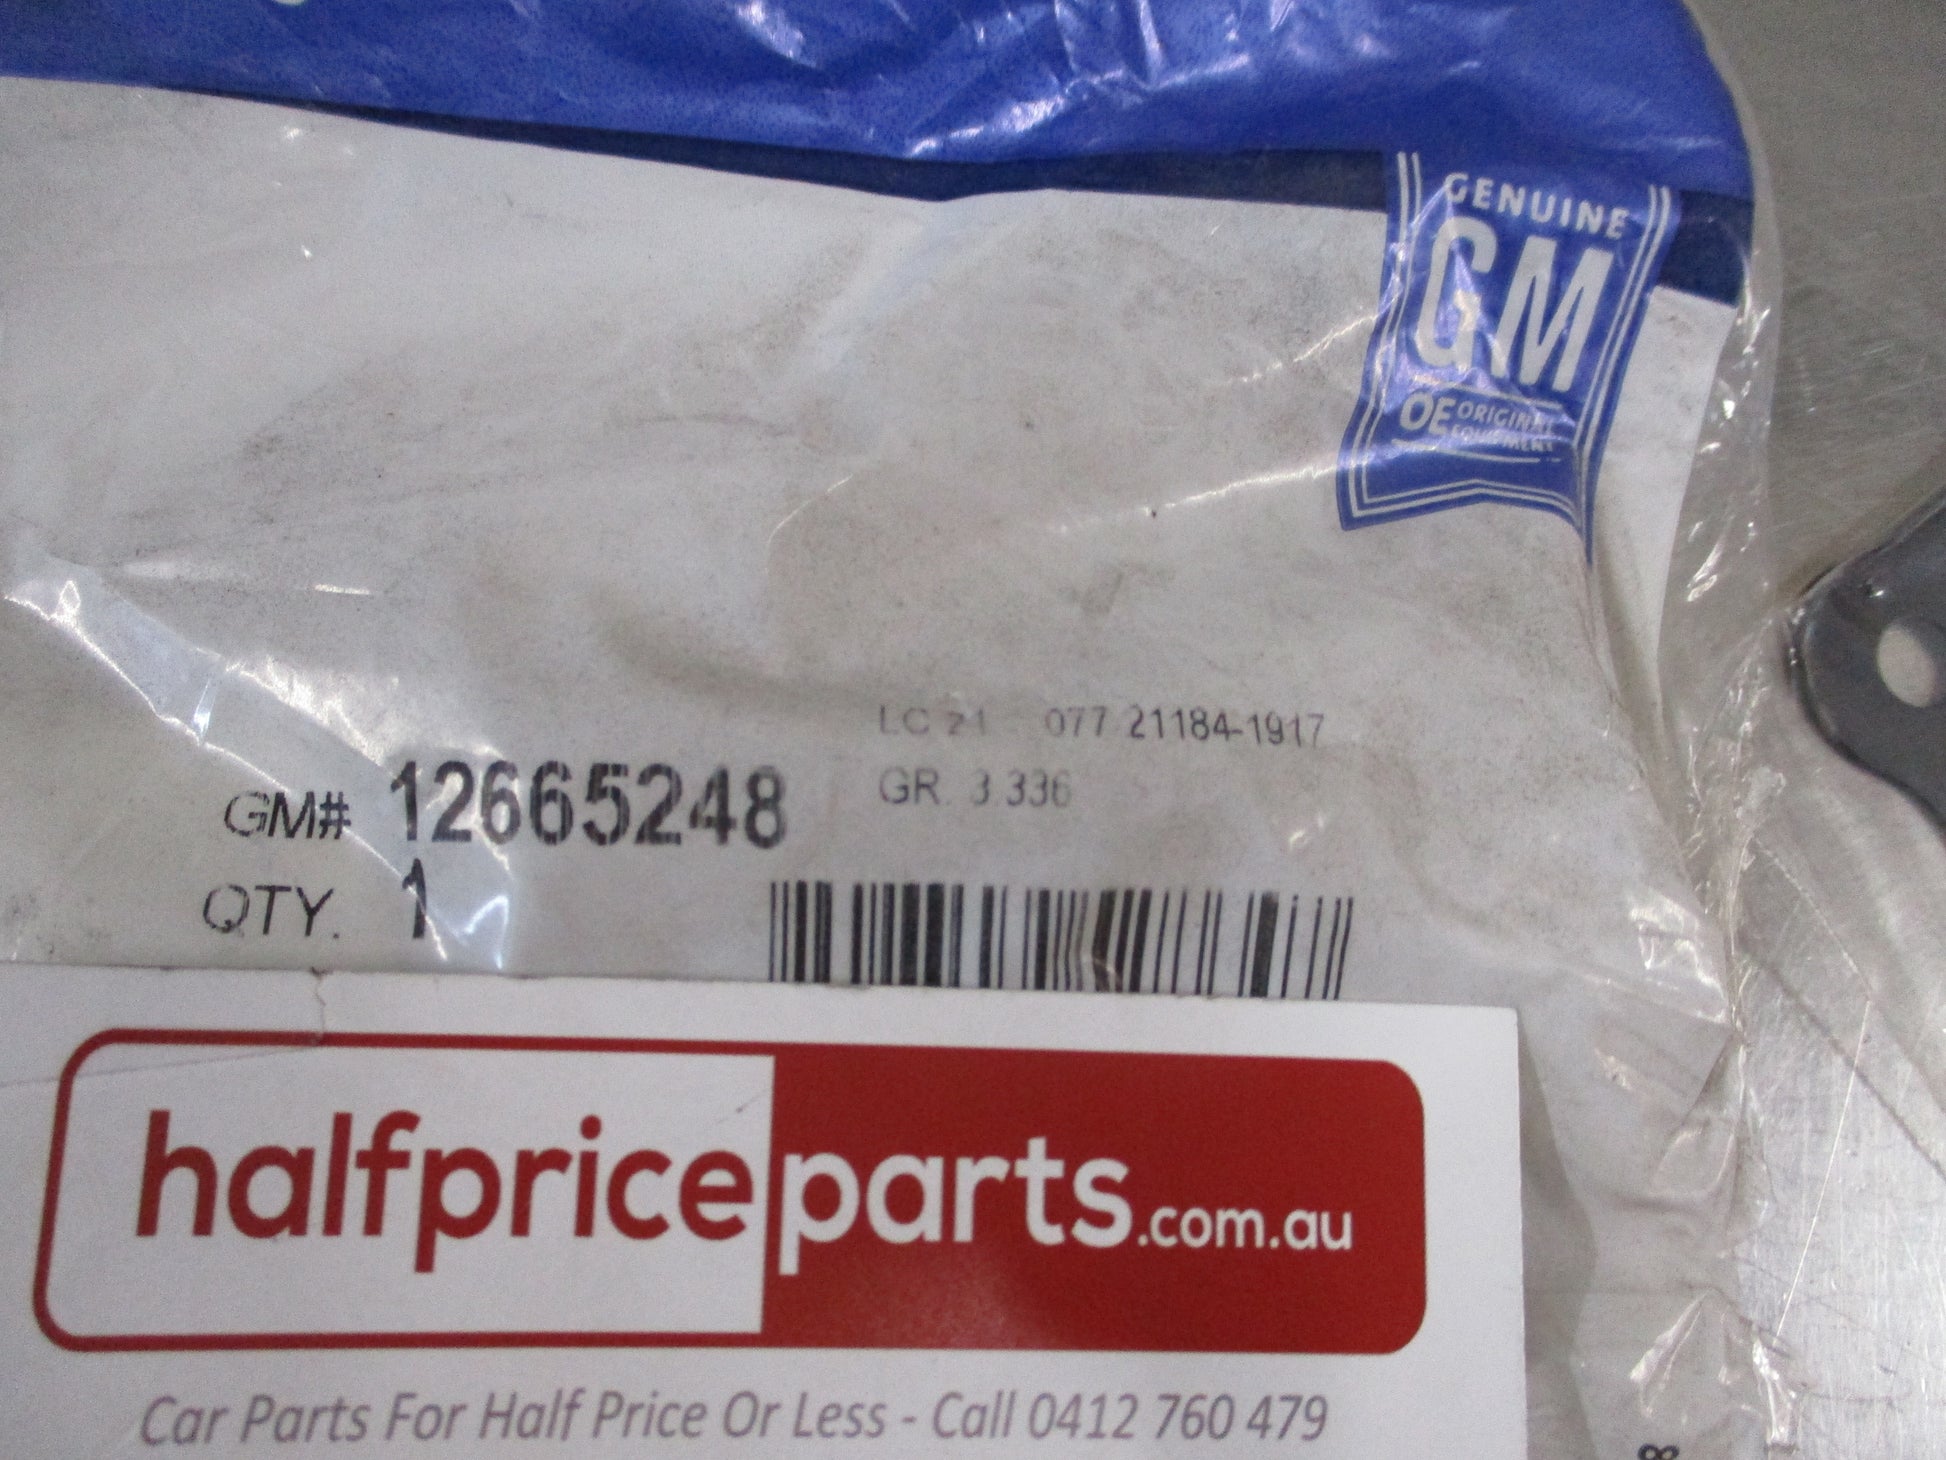 GENUINE
GM
OE ORIGINAL
EQUIPMENT
LC 21 077 21184-1917
GM# 12665248
GR. 3.336
QTY. 1
halfpriceparts.com.au
Car Parts For Half Price Or Less - Call 0412 760 479
8